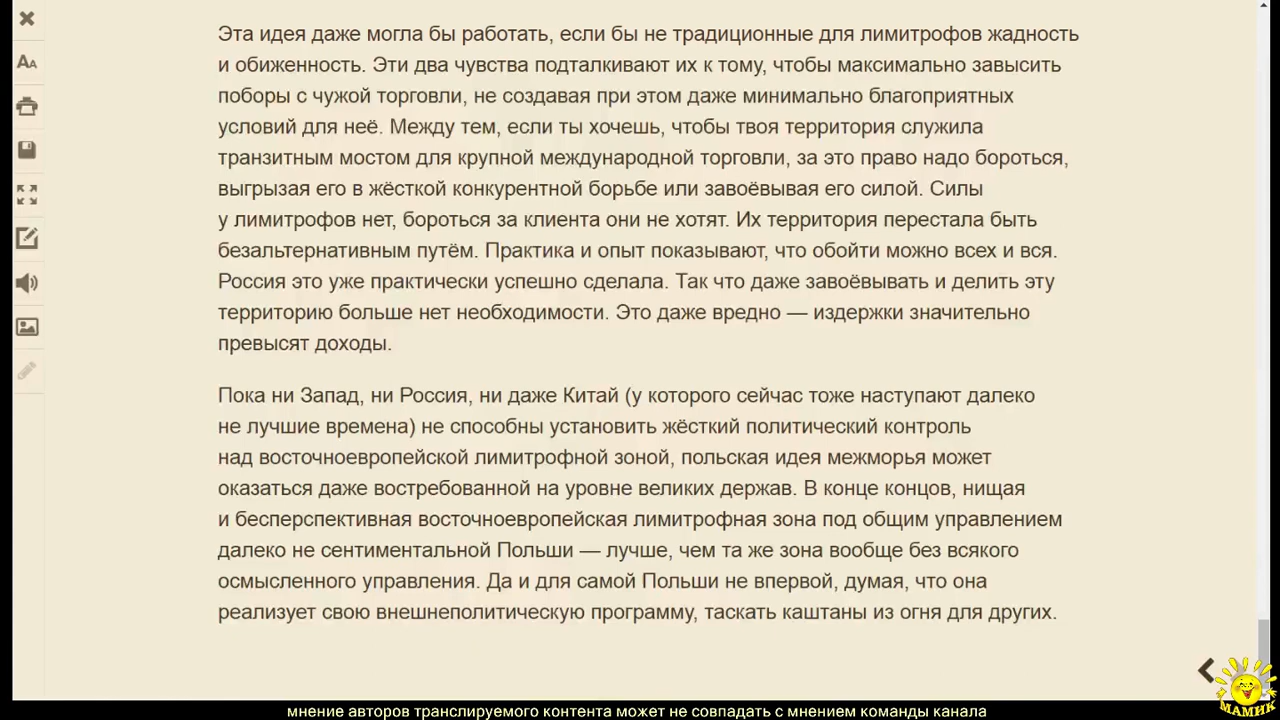 Эта идея даже могла бы работать, если бы не традиционные для лимитрофов жадность
и обиженность. Эти два чувства подталкивают их к тому, чтобы максимально завысить
поборы с чужой торговли, не создавая при этом даже минимально благоприятных
условий для неё. Между тем, если ты хочешь, чтобы твоя территория служила
транзитным мостом для крупной международной торговли, за это право надо бороться,
выгрызая его в жёсткой конкурентной борьбе или завоёвывая его силой. Силы
у лимитрофов нет, бороться за клиента они не хотят. Их территория перестала быть
безальтернативным путём. Практика и опыт показывают, что обойти можно всех и вся.
Россия это уже практически успешно сделала. Так что даже завоёвывать и делить эту
территорию больше нет необходимости. Это даже вредно — издержки значительно
превысят доходы.
Пока ни Запад, ни Россия, ни даже Китай (у которого сейчас тоже наступают далеко
не лучшие времена) не способны установить жёсткий политический контроль
над восточноевропейской лимитрофной зоной, польская идея межморья может
оказаться даже востребованной на уровне великих держав. В конце концов, нищая
и бесперспективная восточноевропейская лимитрофная зона под общим управлением
далеко не сентиментальной Польши — лучше, чем та же зона вообще без всякого
осмысленного управления. Да и для самой Польши не впервой, думая, что она
реализует свою внешнеполитическую программу, таскать каштаны из огня для других.
МАМИК
мнение авторов транслируемого контента может не совпадать с мнением команды канала